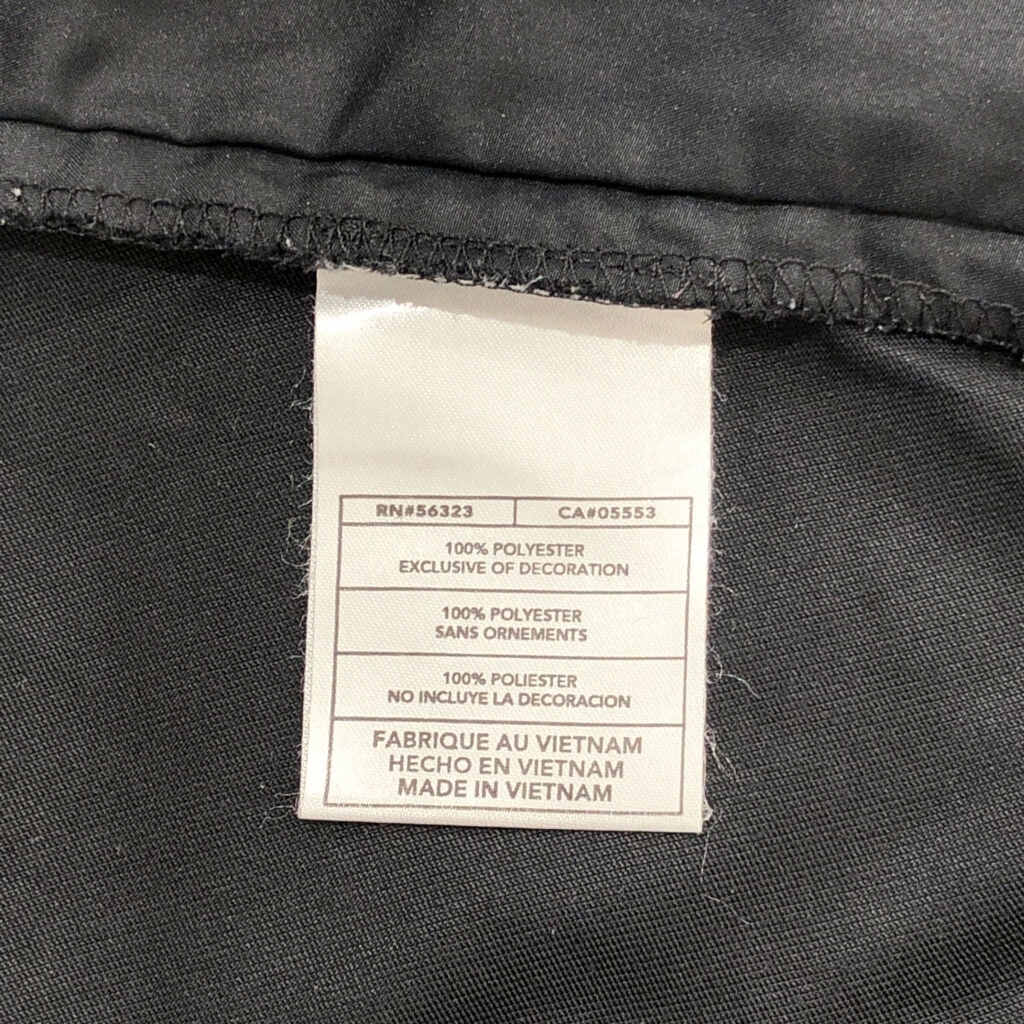 RN#56323 CA#05553
100% POLYESTER
EXCLUSIVE OF DECORATION
100% POLYESTER
SANS ORNEMENTS
100% POLIESTER
NO INCLUYE LA DECORACION
FABRIQUE AU VIETNAM
HECHO EN VIETNAM
MADE IN VIETNAM